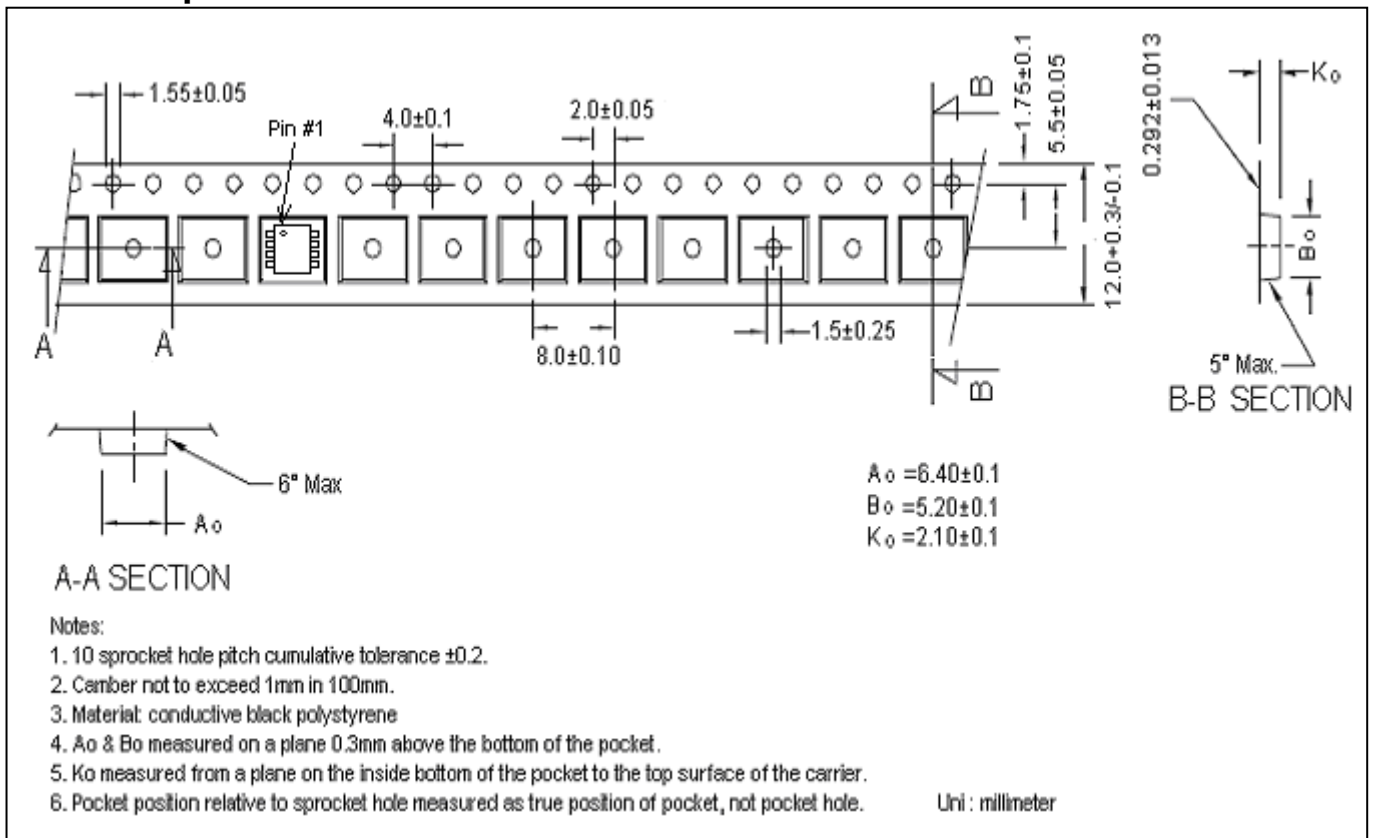 1.55±0.05
Pin #1
4.0±0.1
2.0±0.05
B
1.75±0.1
5.5±0.05
0.292±0.013
Ko
12.0+0.3/-0.1
Bo
A
A
8.0±0.10
1.5±0.25
B
5° Max.
B-B SECTION
6° Max
Ao
A-A SECTION
Ao =6.40±0.1
Bo =5.20±0.1
Ko =2.10±0.1
Notes:
1. 10 sprocket hole pitch cumulative tolerance ±0.2.
2. Camber not to exceed 1mm in 100mm.
3. Material: conductive black polystyrene
4. Ao & Bo measured on a plane 0.3mm above the bottom of the pocket.
5. Ko measured from a plane on the inside bottom of the pocket to the top surface of the carrier.
6. Pocket position relative to sprocket hole measured as true position of pocket, not pocket hole.
Uni : millimeter